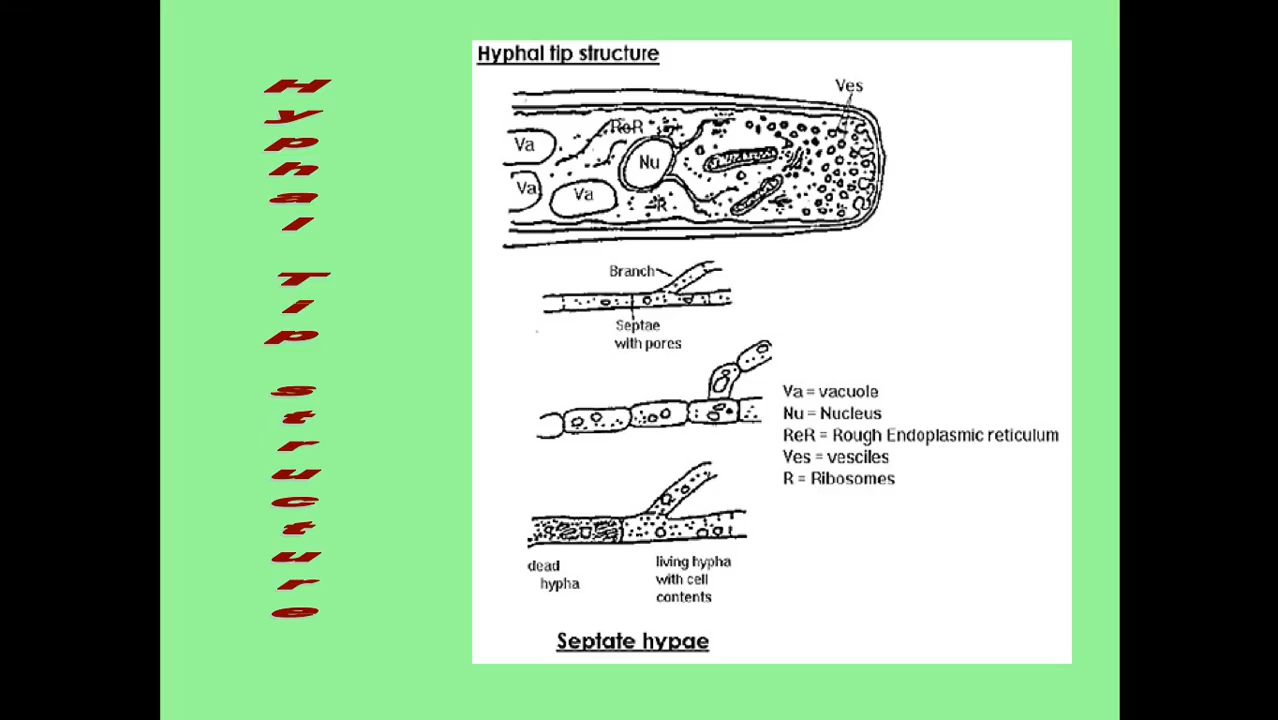 Hyphal Tip structure
Hyphal tip structure
Ves
ReR
Va
Nu
Va
Va
R
Branch
Septae
with pores
Va = vacuole
Nu = Nucleus
ReR = Rough Endoplasmic reticulum
Ves = vesciles
R = Ribosomes
dead
hypha
living hypha
with cell
contents
Septate hypae